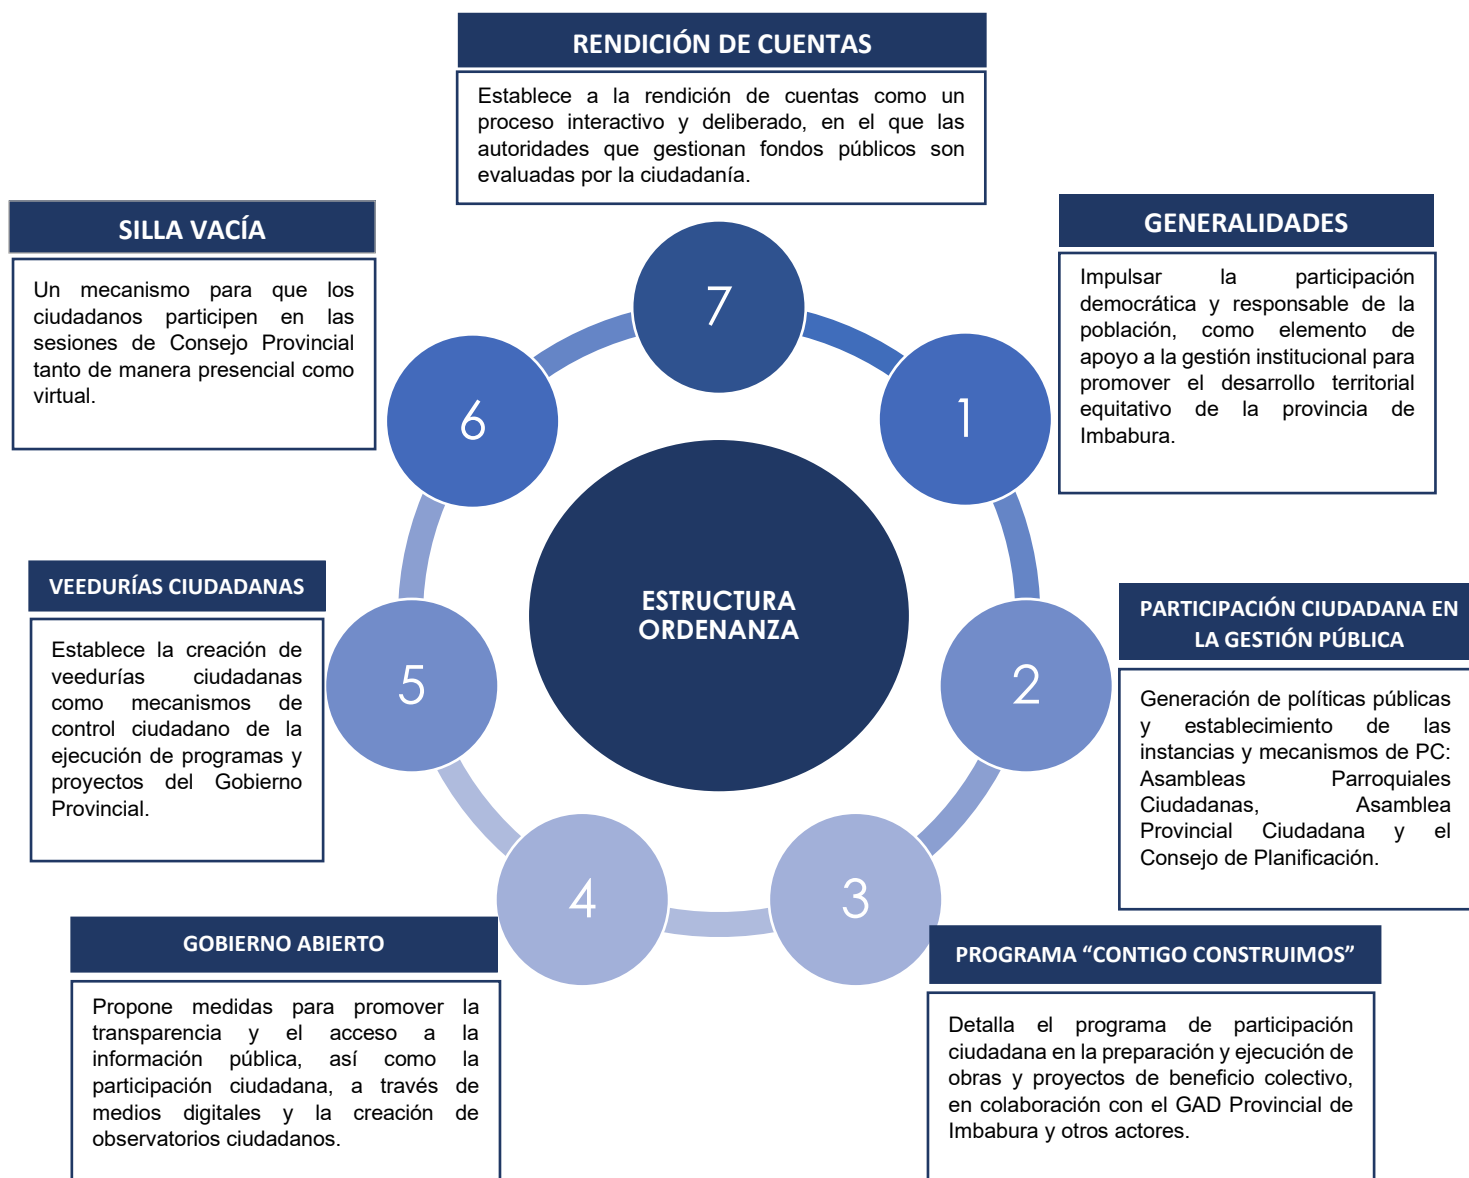 RENDICIÓN DE CUENTAS
Establece a la rendición de cuentas como un
proceso interactivo y deliberado, en el que las
autoridades que gestionan fondos públicos son
evaluadas por la ciudadanía.
SILLA VACÍA
Un mecanismo para que los
ciudadanos participen en las
sesiones de Consejo Provincial
tanto de manera presencial como
virtual.
GENERALIDADES
Impulsar la participación
democrática y responsable de la
población, como elemento de
apoyo a la gestión institucional para
promover el desarrollo territorial
equitativo de la provincia de
Imbabura.
7
6
1
ESTRUCTURA
ORDENANZA
VEEDURÍAS CIUDADANAS
Establece la creación de
veedurías ciudadanas
como mecanismos de
control ciudadano de la
ejecución de programas y
proyectos del Gobierno
Provincial.
5
2
PARTICIPACIÓN CIUDADANA EN
LA GESTIÓN PÚBLICA
Generación de políticas públicas
y establecimiento de las
instancias y mecanismos de PC:
Asambleas Parroquiales
Ciudadanas, Asamblea
Provincial Ciudadana y el
Consejo de Planificación.
4
3
GOBIERNO ABIERTO
Propone medidas para promover la
transparencia y el acceso a la
información pública, así como la
participación ciudadana, a través de
medios digitales y la creación de
observatorios ciudadanos.
PROGRAMA “CONTIGO CONSTRUIMOS”
Detalla el programa de participación
ciudadana en la preparación y ejecución de
obras y proyectos de beneficio colectivo,
en colaboración con el GAD Provincial de
Imbabura y otros actores.